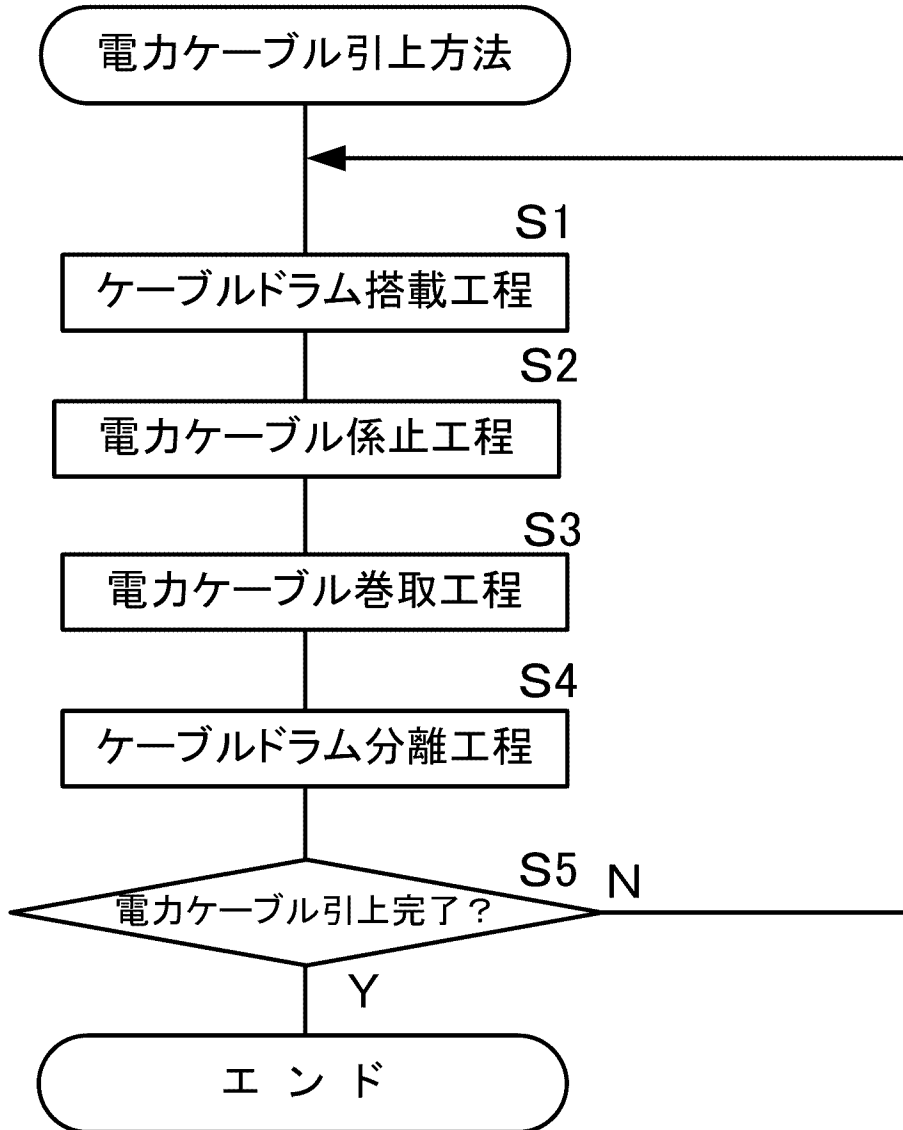 電力ケーブル引上方法
S1
ケーブルドラム搭載工程
S2
電力ケーブル係止工程
S3
電力ケーブル巻取工程
S4
ケーブルドラム分離工程
S5
N
電力ケーブル引上完了？
Y
エンド